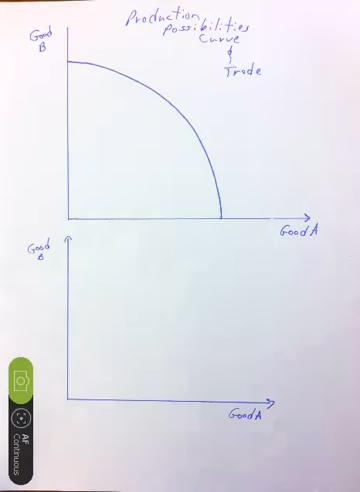 Production
Possibilities
Curve
&
Trade
Good
B
Good A
Good
B
Good A
AF
Continuous